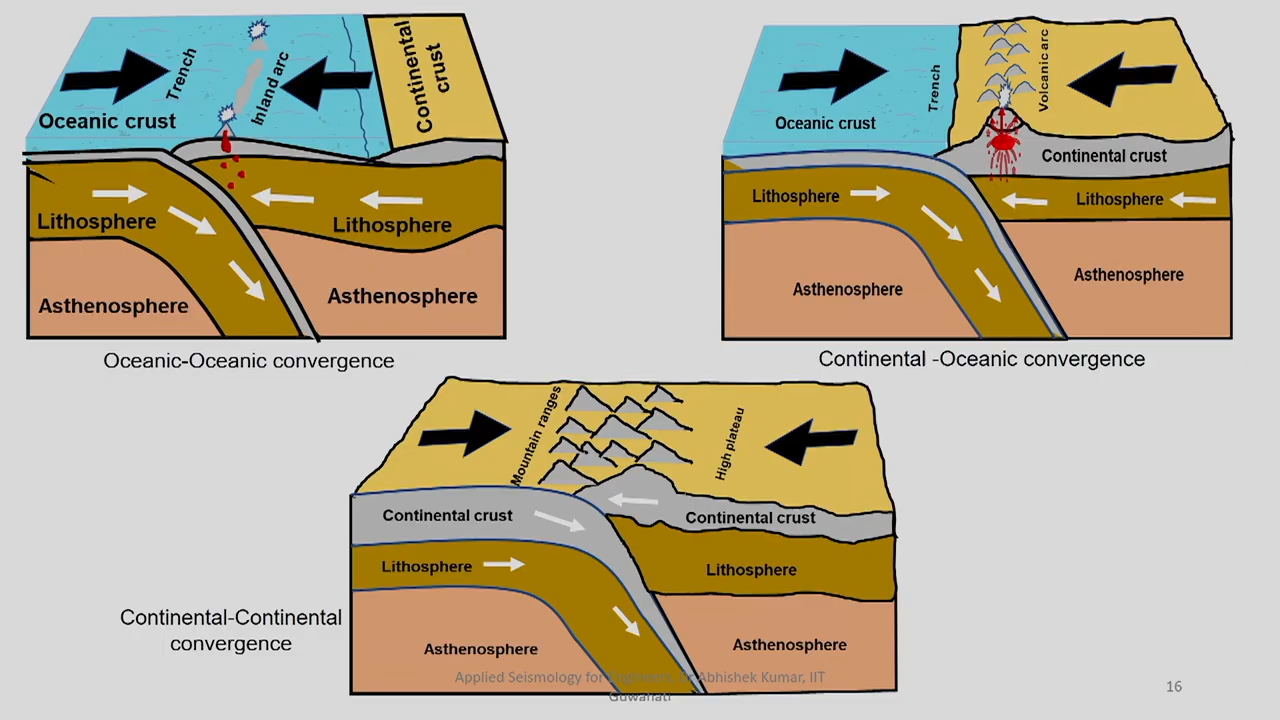 Trench
Inland arc
Continental
crust
Oceanic crust
Lithosphere
Lithosphere
Asthenosphere
Asthenosphere
Oceanic-Oceanic convergence
Trench
Volcanic arc
Oceanic crust
Continental crust
Lithosphere
Lithosphere
Asthenosphere
Asthenosphere
Continental -Oceanic convergence
Mountain ranges
High plateau
Continental crust
Continental crust
Lithosphere
Lithosphere
Asthenosphere
Asthenosphere
Continental-Continental
convergence
Applied Seismology for Engineers, Dr Abhishek Kumar, IIT
Guwahati
16